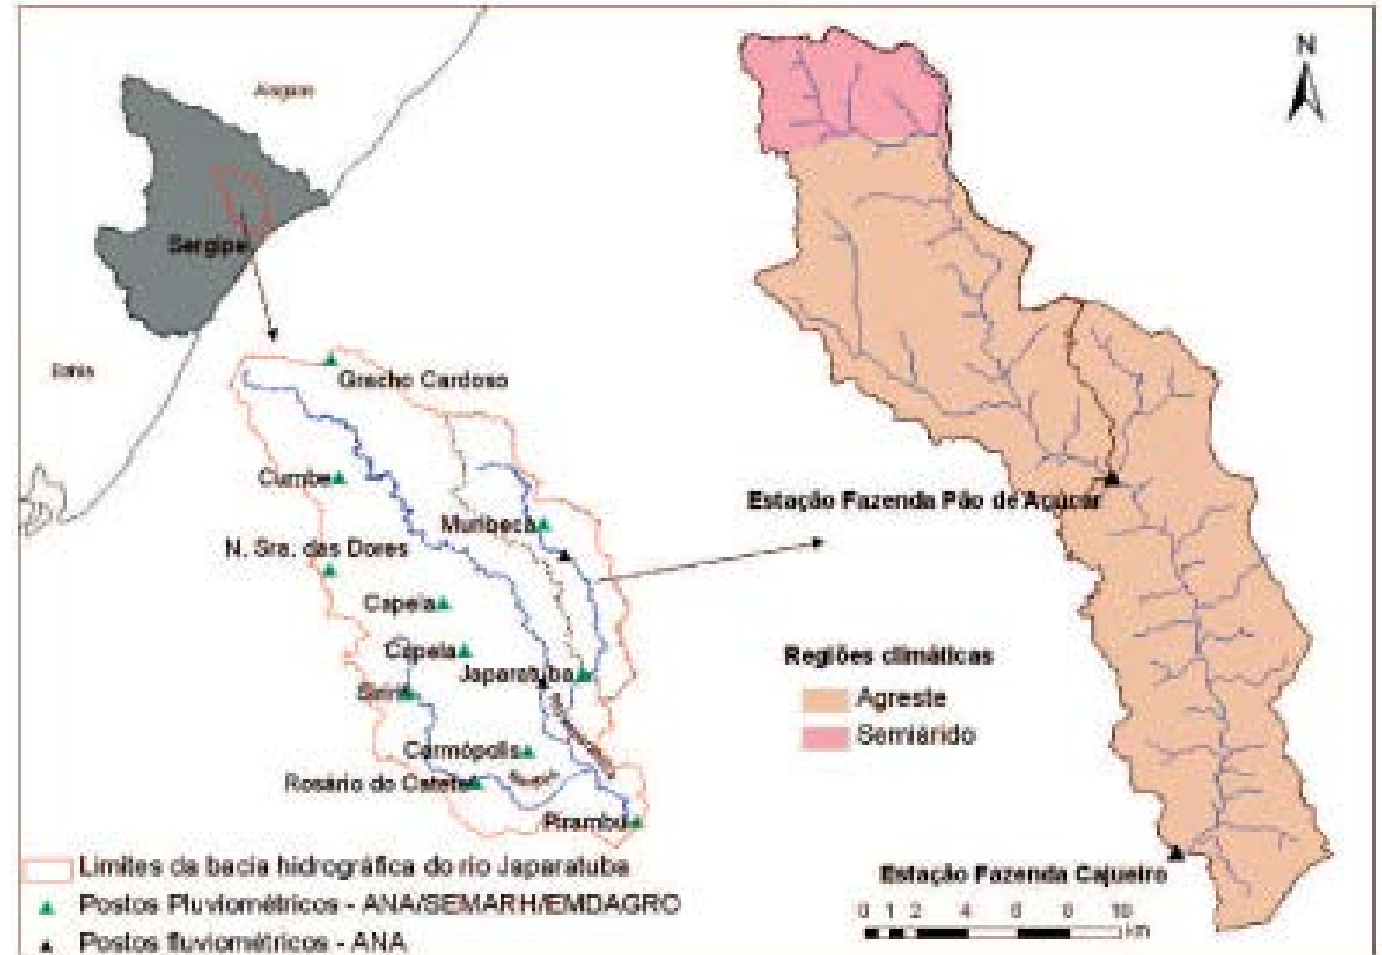 N
Sergipe
Gracho Cardoso
Cumbe
Muribeca
N. Sra. das Dores
Capela
Capela
Japaratuba
Siriri
Carmópolis
Rosário do Catete
Pirambu
Limites da bacia hidrográfica do rio Japaratuba
Postos Pluviométricos - ANA/SEMARH/EMDAGRO
Postos fluviométricos - ANA
Estação Fazenda Pão de Açúcar
Regiões climáticas
Agreste
Semiárido
Estação Fazenda Cajueiro
0 1 2 4 6 8 10
km